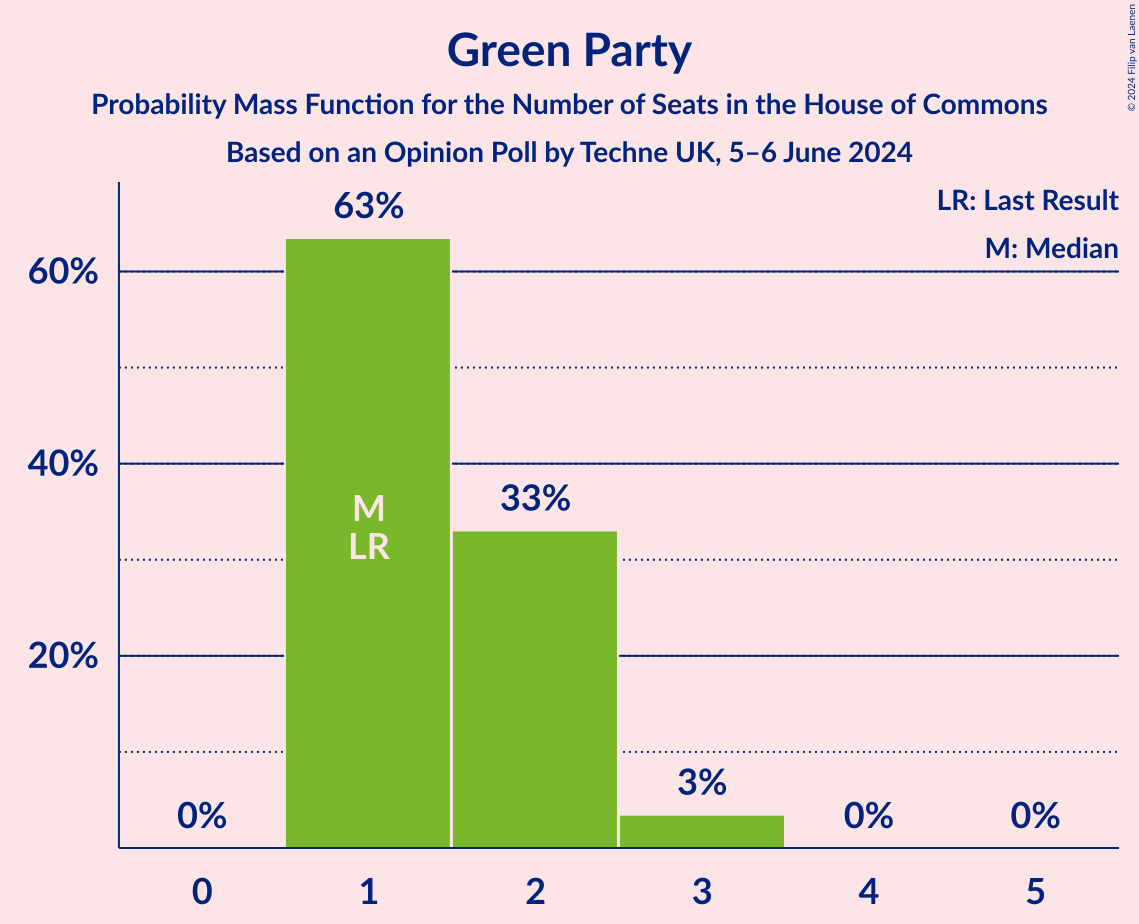 Green Party
Probability Mass Function for the Number of Seats in the House of Commons
Based on an Opinion Poll by Techne UK, 5–6 June 2024
© 2024 Filip van Laenen
LR: Last Result
M: Median
63%
60%
40%
33%
M
LR
20%
3%
0%
0%
0%
0
1
2
3
4
5